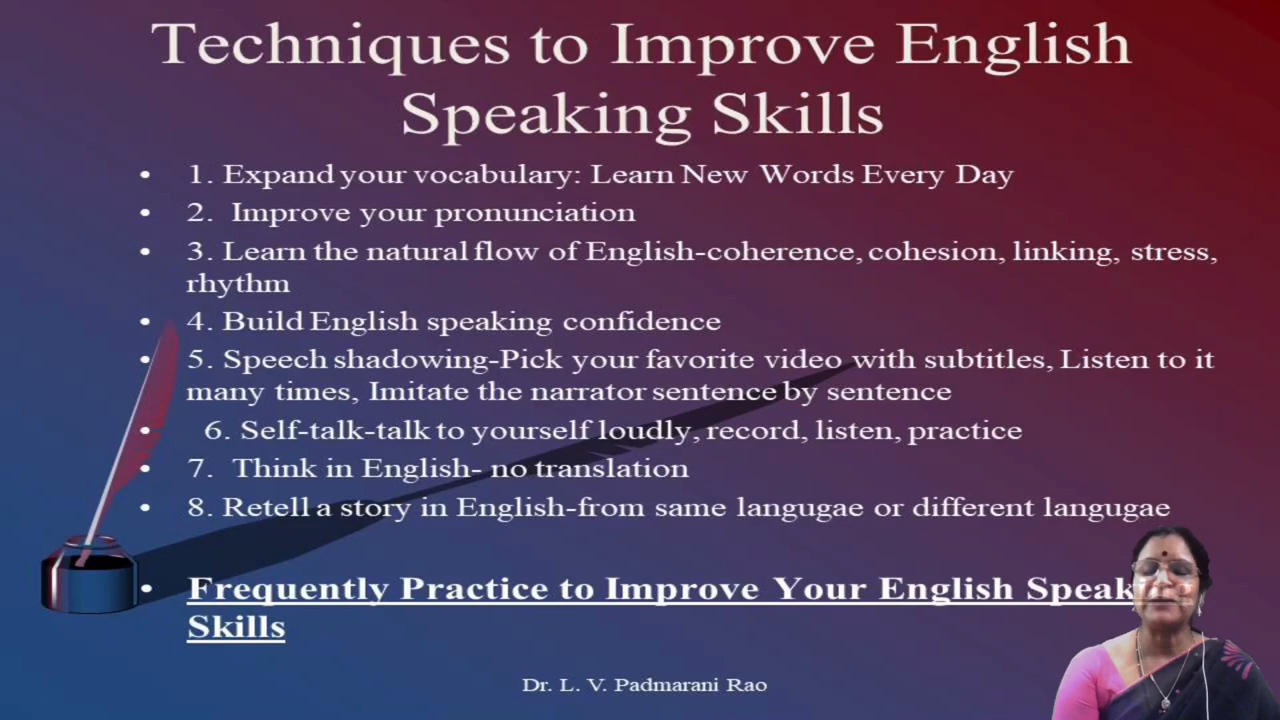 Techniques to Improve English
Speaking Skills
• 1. Expand your vocabulary: Learn New Words Every Day
• 2. Improve your pronunciation
• 3. Learn the natural flow of English-coherence, cohesion, linking, stress,
rhythm
• 4. Build English speaking confidence
• 5. Speech shadowing-Pick your favorite video with subtitles, Listen to it
many times, Imitate the narrator sentence by sentence
• 6. Self-talk-talk to yourself loudly, record, listen, practice
• 7. Think in English- no translation
• 8. Retell a story in English-from same langugae or different langugae
• Frequently Practice to Improve Your English Speak
Skills
Dr. L. V. Padmarani Rao